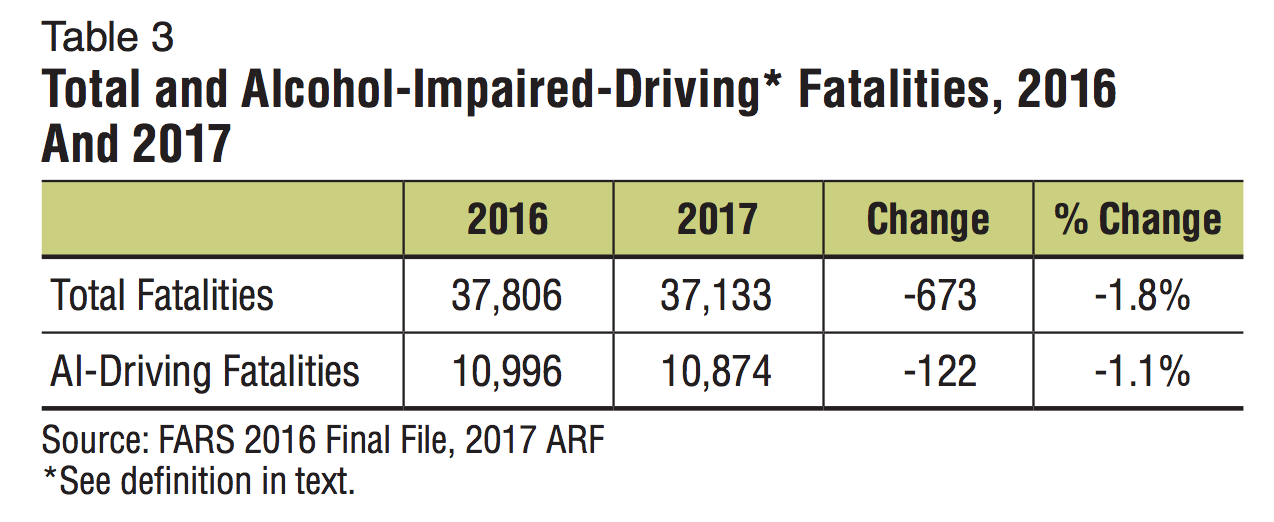 Table 3
Total and Alcohol-Impaired-Driving* Fatalities, 2016
And 2017
2016 2017 Change % Change
Total Fatalities 37,806 37,133 -673 -1.8%
AI-Driving Fatalities 10,996 10,874 -122 -1.1%
Source: FARS 2016 Final File, 2017 ARF
*See definition in text.